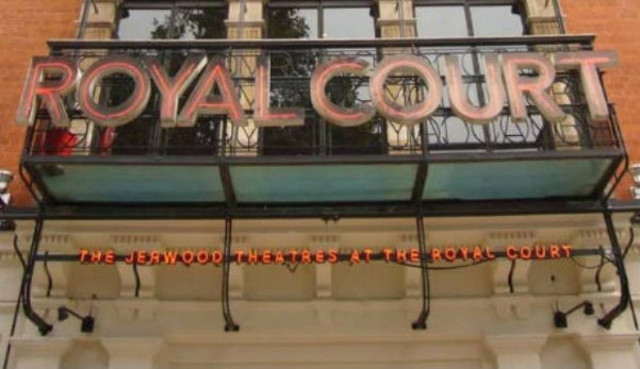 ROYAL COURT
THE JERWOOD THEATRES AT THE ROYAL COURT